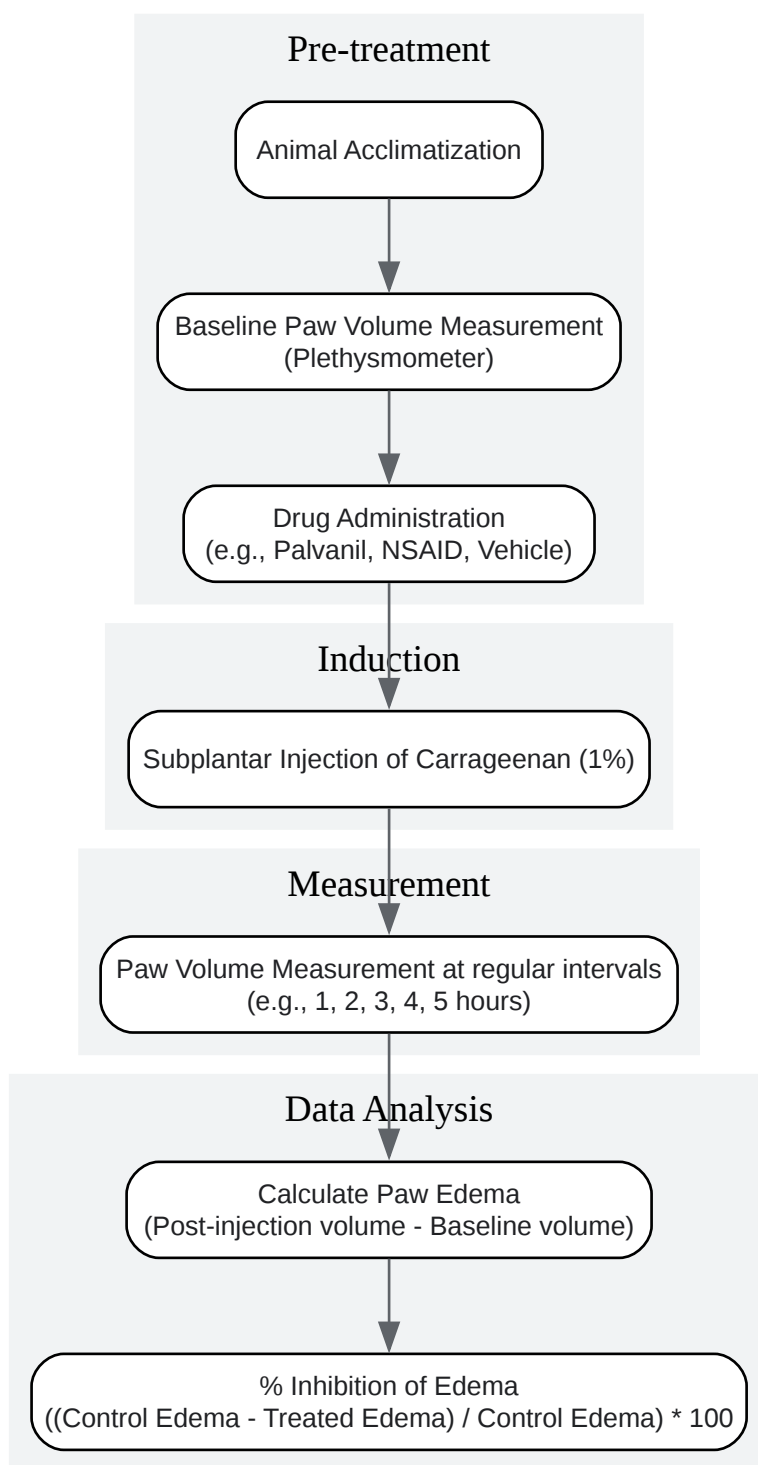 Pre-treatment
Animal Acclimatization
Baseline Paw Volume Measurement
(Plethysmometer)
Drug Administration
(e.g., Palvanil, NSAID, Vehicle)
Induction
Subplantar Injection of Carrageenan (1%)
Measurement
Paw Volume Measurement at regular intervals
(e.g., 1, 2, 3, 4, 5 hours)
Data Analysis
Calculate Paw Edema
(Post-injection volume - Baseline volume)
% Inhibition of Edema
((Control Edema - Treated Edema) / Control Edema) * 100